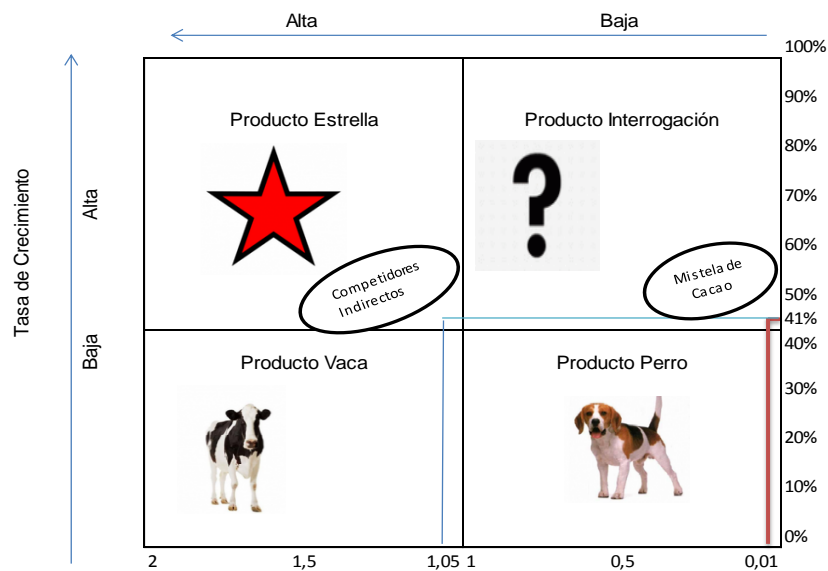 Alta Baja
100%
90%
Producto Estrella Producto Interrogación
80%
70%
?
Tasa de Crecimiento
Alta
60%
Competidores
Indirectos
Mistela de
Cacao
50%
41%
40%
Baja
Producto Vaca Producto Perro
30%
20%
10%
0%
2 1,5 1,05 1 0,5 0,01